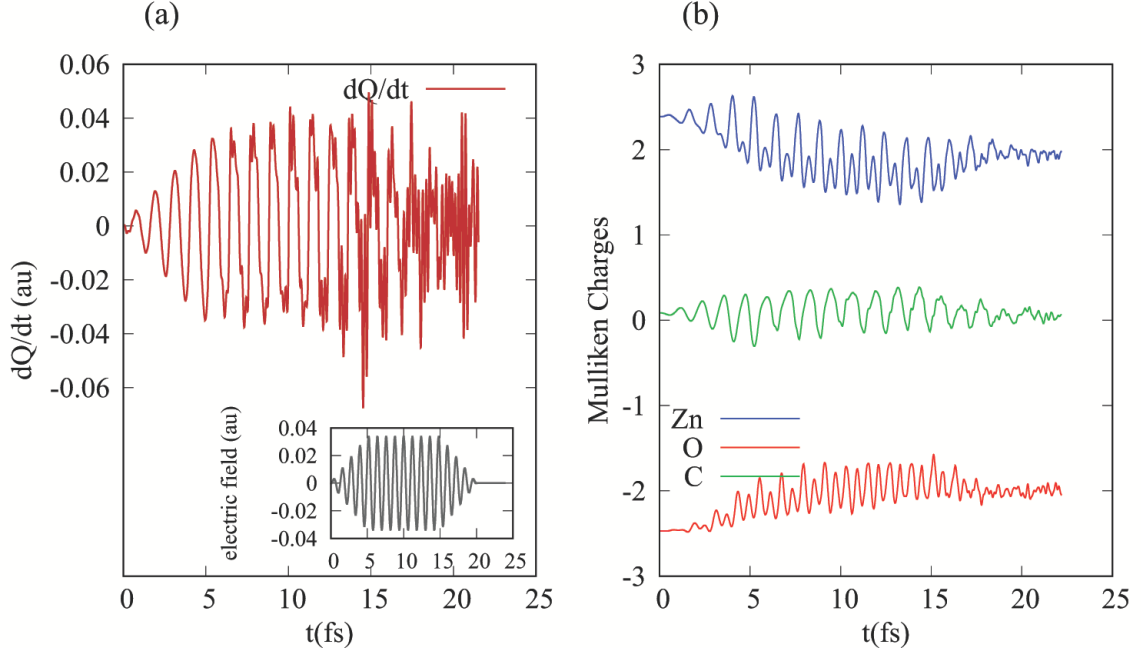 (a)
dQ/dt (au)
0.06
0.04
0.02
0
-0.02
-0.04
-0.06
dQ/dt
electric field (au)
0.04
0.02
0.00
-0.02
-0.04
0 5 10 15 20 25
0 5 10 15 20 25
t(fs)
(b)
Mulliken Charges
3
2
1
0
-1
-2
-3
Zn
O
C
0 5 10 15 20 25
t(fs)